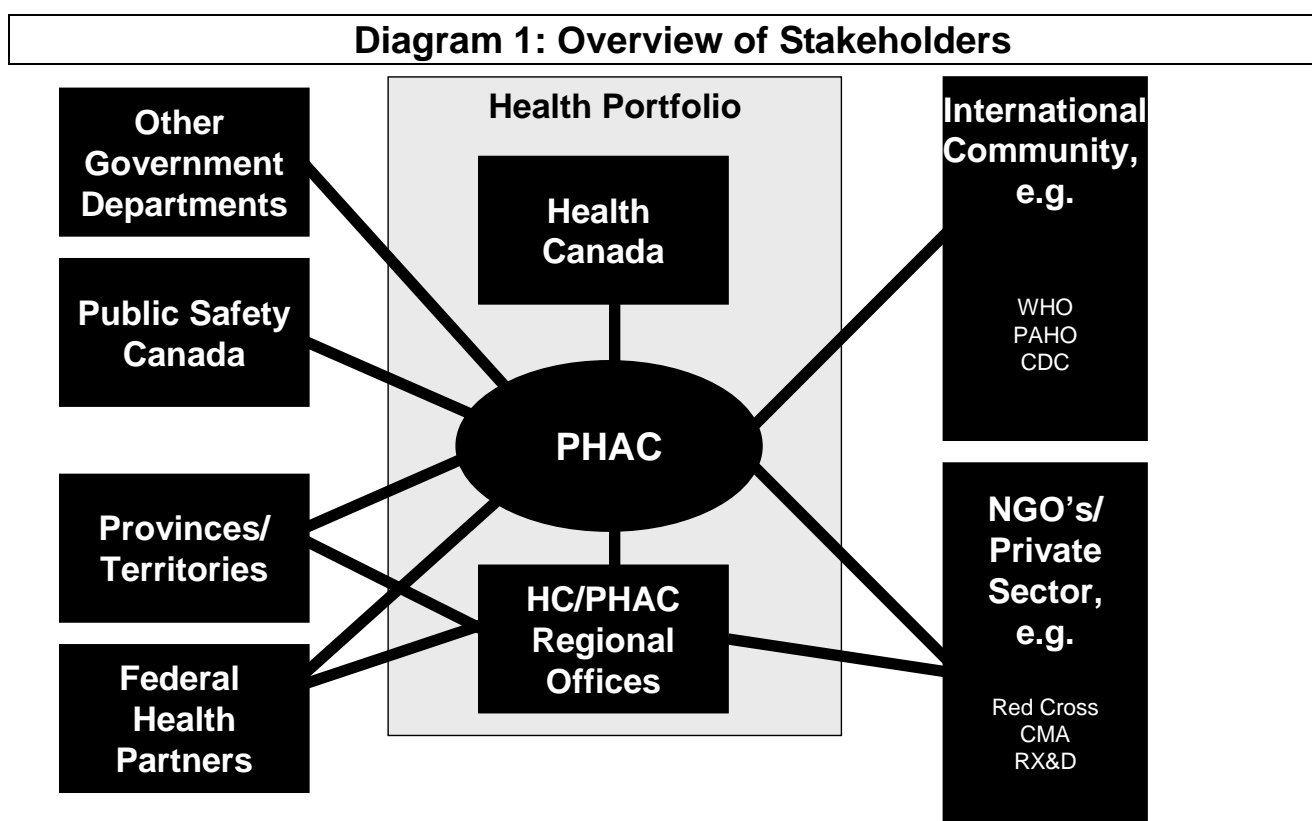 Diagram 1: Overview of Stakeholders
Other
Government
Departments
Public Safety
Canada
Provinces/
Territories
Federal
Health
Partners
Health Portfolio
Health
Canada
PHAC
HC/PHAC
Regional
Offices
International
Community,
e.g.
WHO
PAHO
CDC
NGO’s/
Private
Sector,
e.g.
Red Cross
CMA
RX&D